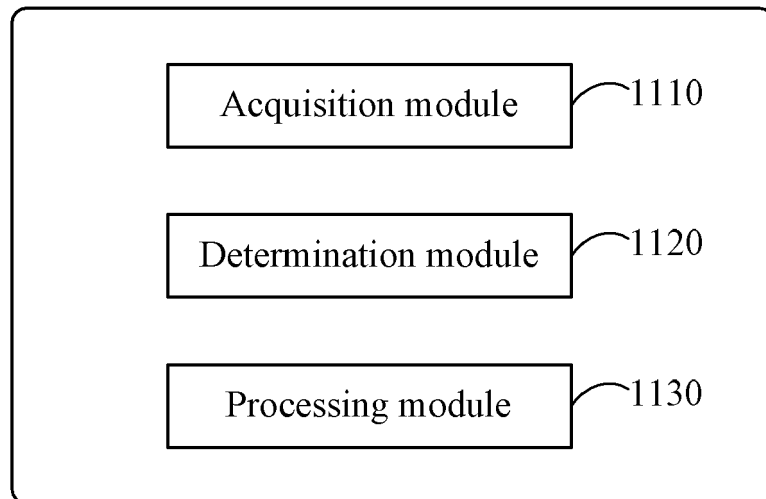 Acquisition module 1110
Determination module 1120
Processing module 1130